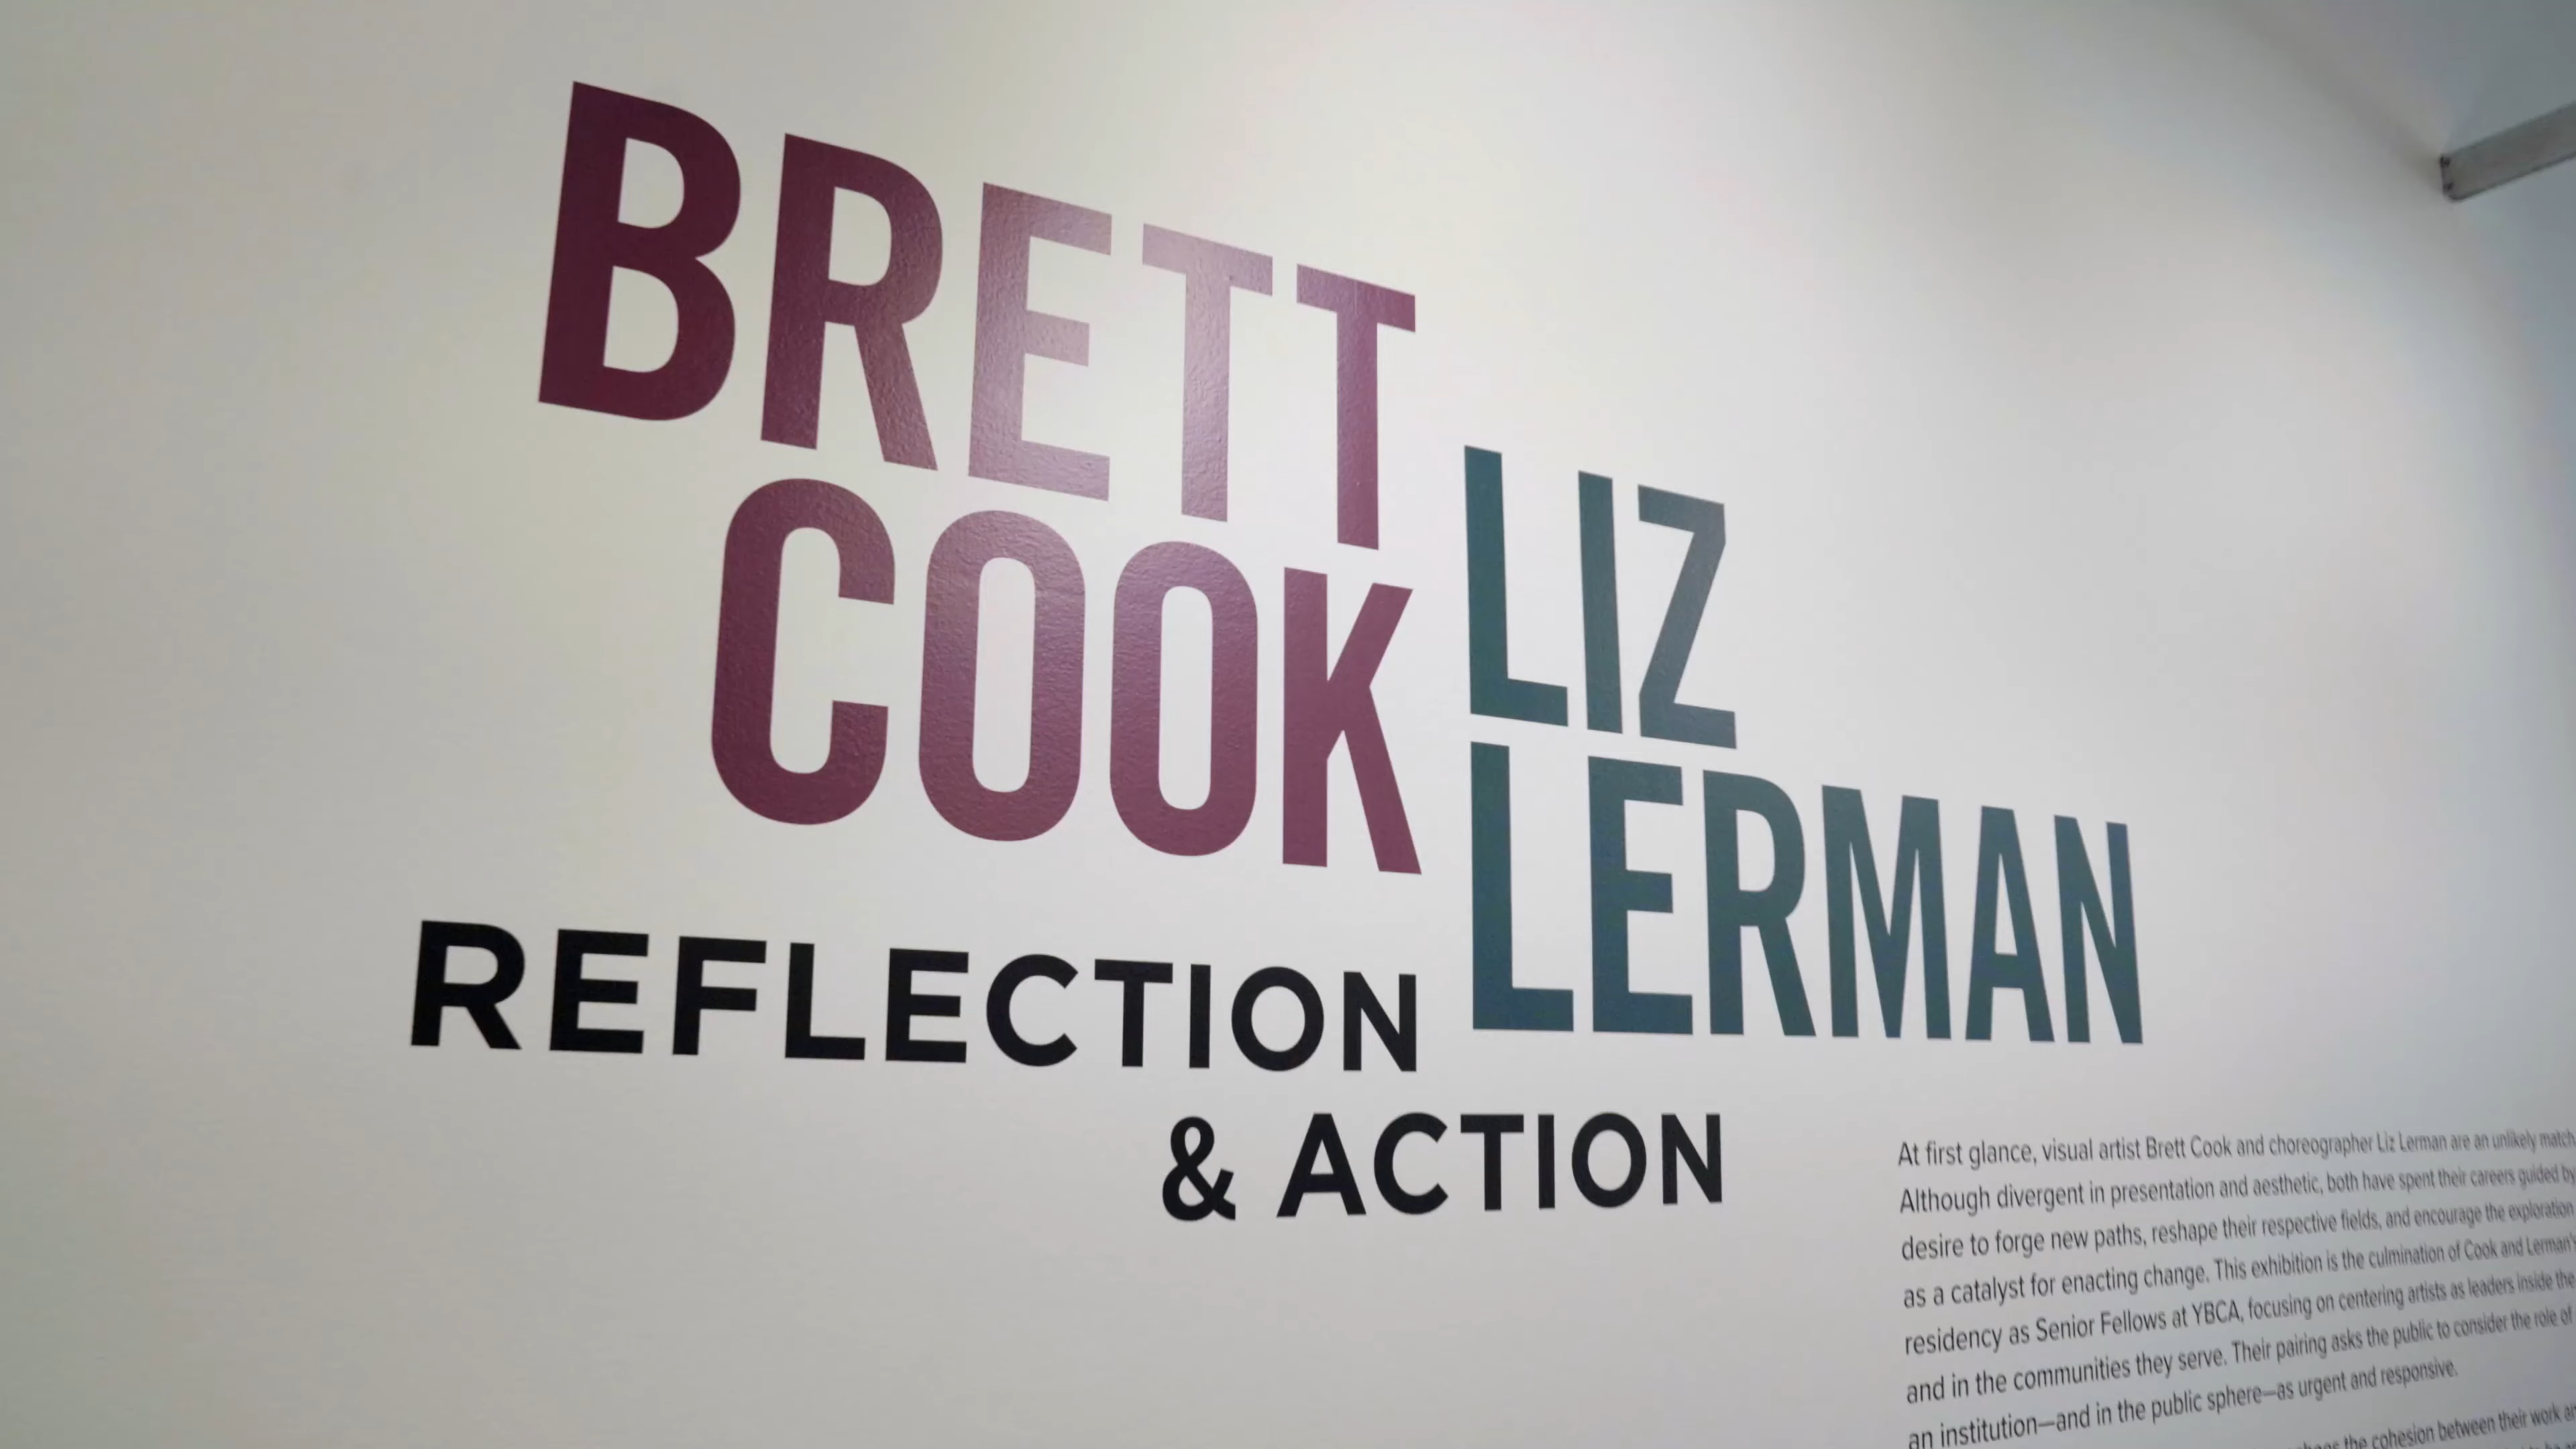 BRETT
COOK
LIZ
LERMAN
REFLECTION
& ACTION
At first glance, visual artist Brett Cook and choreographer Liz Lerman are an unlikely match
Although divergent in presentation and aesthetic, both have spent their careers guided by
desire to forge new paths, reshape their respective fields, and encourage the exploration
as a catalyst for enacting change. This exhibition is the culmination of Cook and Lerman's
residency as Senior Fellows at YBCA, focusing on centering artists as leaders inside the
and in the communities they serve. Their pairing asks the public to consider the role of
an institution—and in the public sphere—as urgent and responsive.
the cohesion between their work